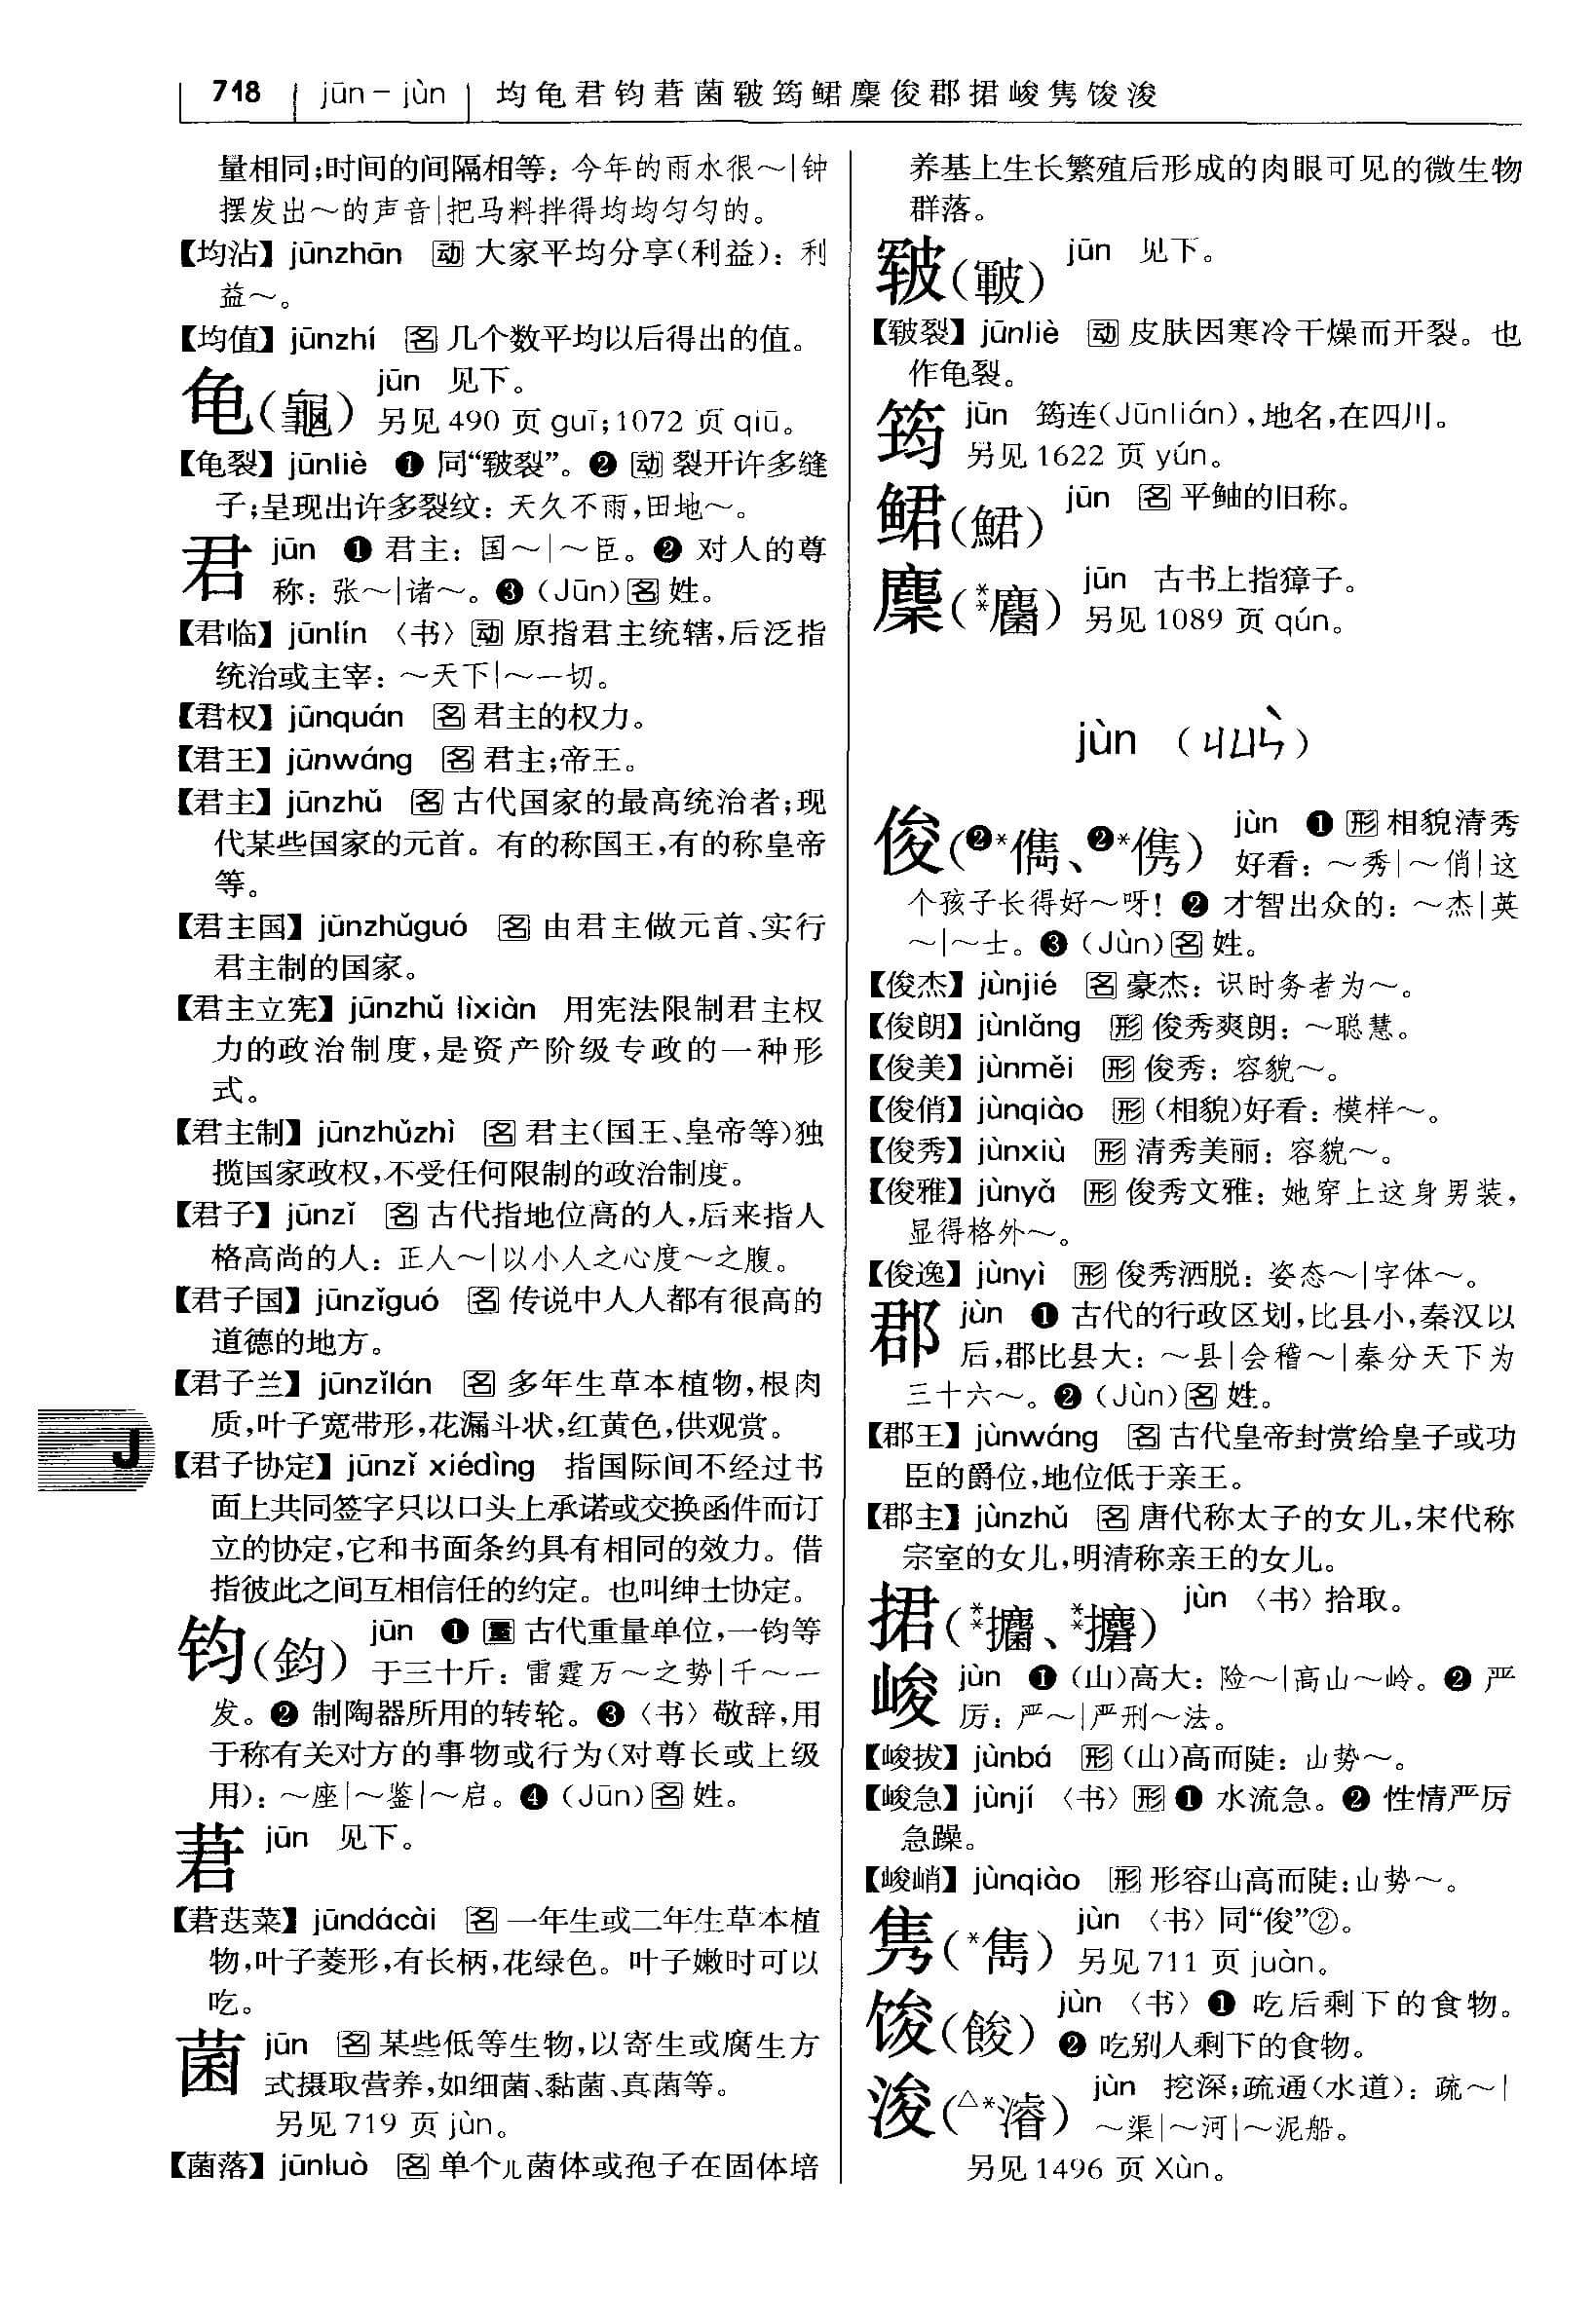 718 jūn－jùn 均龟君钧莙菌皲筠鲪麇俊郡捃峻隽馂浚
量相同;时间的间隔相等：今年的雨水很～|钟
摆发出～的声音|把马料拌得均均匀匀的。
【均沾】jūnzhān 动 大家平均分享(利益)：利
益～。
【均值】jūnzhí 名 几个数平均以后得出的值。
龟(龜) jūn 见下。
另见 490 页 guī;1072 页 qiū。
【龟裂】jūnliè ❶ 同“皲裂”。❷ 动 裂开许多缝
子;呈现出许多裂纹：天久不雨,田地～。
君 jūn ❶ 君主：国～|～臣。❷ 对人的尊
称：张～|诸～。❸ (Jūn) 名 姓。
【君临】jūnlín 〈书〉 动 原指君主统辖,后泛指
统治或主宰：～天下|～一切。
【君权】jūnquán 名 君主的权力。
【君王】jūnwáng 名 君主;帝王。
【君主】jūnzhǔ 名 古代国家的最高统治者;现
代某些国家的元首。有的称国王,有的称皇帝
等。
【君主国】jūnzhǔguó 名 由君主做元首、实行
君主制的国家。
【君主立宪】jūnzhǔ lìxiàn 用宪法限制君主权
力的政治制度,是资产阶级专政的一种形
式。
【君主制】jūnzhǔzhì 名 君主(国王、皇帝等)独
揽国家政权,不受任何限制的政治制度。
【君子】jūnzǐ 名 古代指地位高的人,后来指人
格高尚的人：正人～|以小人之心度～之腹。
【君子国】jūnzǐguó 名 传说中人人都有很高的
道德的地方。
【君子兰】jūnzǐlán 名 多年生草本植物,根肉
质,叶子宽带形,花漏斗状,红黄色,供观赏。
J
【君子协定】jūnzǐ xiédìng 指国际间不经过书
面上共同签字只以口头上承诺或交换函件而订
立的协定,它和书面条约具有相同的效力。借
指彼此之间互相信任的约定。也叫绅士协定。
钧(鈞) jūn ❶ 量 古代重量单位,一钧等
于三十斤：雷霆万～之势|千～一
发。❷ 制陶器所用的转轮。❸〈书〉敬辞,用
于称有关对方的事物或行为(对尊长或上级
用)：～座|～鉴|～启。❹ (Jūn) 名 姓。
莙 jūn 见下。
【莙荙菜】jūndácài 名 一年生或二年生草本植
物,叶子菱形,有长柄,花绿色。叶子嫩时可以
吃。
菌 jūn 名 某些低等生物,以寄生或腐生方
式摄取营养,如细菌、黏菌、真菌等。
另见 719 页 jùn。
【菌落】jūnluò 名 单个儿菌体或孢子在固体培
养基上生长繁殖后形成的肉眼可见的微生物
群落。
皲(皸) jūn 见下。
【皲裂】jūnliè 动 皮肤因寒冷干燥而开裂。也
作龟裂。
筠 jūn 筠连(Jūnlián),地名,在四川。
另见 1622 页 yún。
鲪(鮶) jūn 名 平鲉的旧称。
麇(**麕) jūn 古书上指獐子。
另见 1089 页 qún。
jùn (ㄐㄩㄣˋ)
俊(❷*儁、❷*㑺) jùn ❶ 形 相貌清秀
好看：～秀|～俏|这
个孩子长得好～呀! ❷ 才智出众的：～杰|英
～|～士。❸ (Jùn) 名 姓。
【俊杰】jùnjié 名 豪杰：识时务者为～。
【俊朗】jùnlǎng 形 俊秀爽朗：～聪慧。
【俊美】jùnměi 形 俊秀：容貌～。
【俊俏】jùnqiào 形 (相貌)好看：模样～。
【俊秀】jùnxiù 形 清秀美丽：容貌～。
【俊雅】jùnyǎ 形 俊秀文雅：她穿上这身男装,
显得格外～。
【俊逸】jùnyì 形 俊秀洒脱：姿态～|字体～。
郡 jùn ❶ 古代的行政区划,比县小,秦汉以
后,郡比县大：～县|会稽～|秦分天下为
三十六～。❷ (Jùn) 名 姓。
【郡王】jùnwáng 名 古代皇帝封赏给皇子或功
臣的爵位,地位低于亲王。
【郡主】jùnzhǔ 名 唐代称太子的女儿,宋代称
宗室的女儿,明清称亲王的女儿。
捃(**攟、**攈) jùn 〈书〉拾取。
峻 jùn ❶ (山)高大：险～|高山～岭。❷ 严
厉：严～|严刑～法。
【峻拔】jùnbá 形 (山)高而陡：山势～。
【峻急】jùnjí 〈书〉 形 ❶ 水流急。❷ 性情严厉
急躁。
【峻峭】jùnqiào 形 形容山高而陡:山势～。
隽(*雋) jùn 〈书〉同“俊”②。
另见 711 页 juàn。
馂(餕) jùn 〈书〉❶ 吃后剩下的食物。
❷ 吃别人剩下的食物。
浚(△*濬) jùn 挖深;疏通(水道)：疏～|
～渠|～河|～泥船。
另见 1496 页 Xùn。